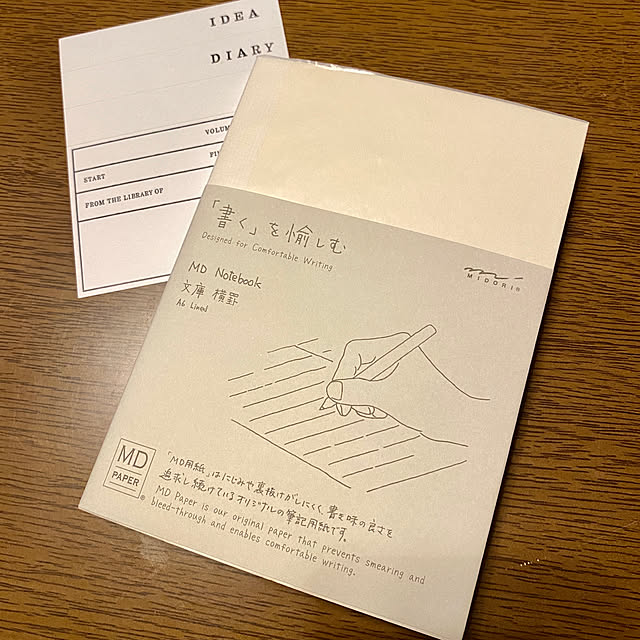 IDEA
DIARY
START
FROM THE LIBRARY OF
「書く」を愉しむ
Designed for Comfortable Writing
MIDORI®
MD Notebook
文庫 横罫
A6 Lined
MD
PAPER®
「MD用紙」はにじみや裏抜けがしにくく 書き味の良さを
追求し続けているオリジナルの筆記用紙です。
MD Paper is our original paper that prevents smearing and
bleed-through and enables comfortable writing.